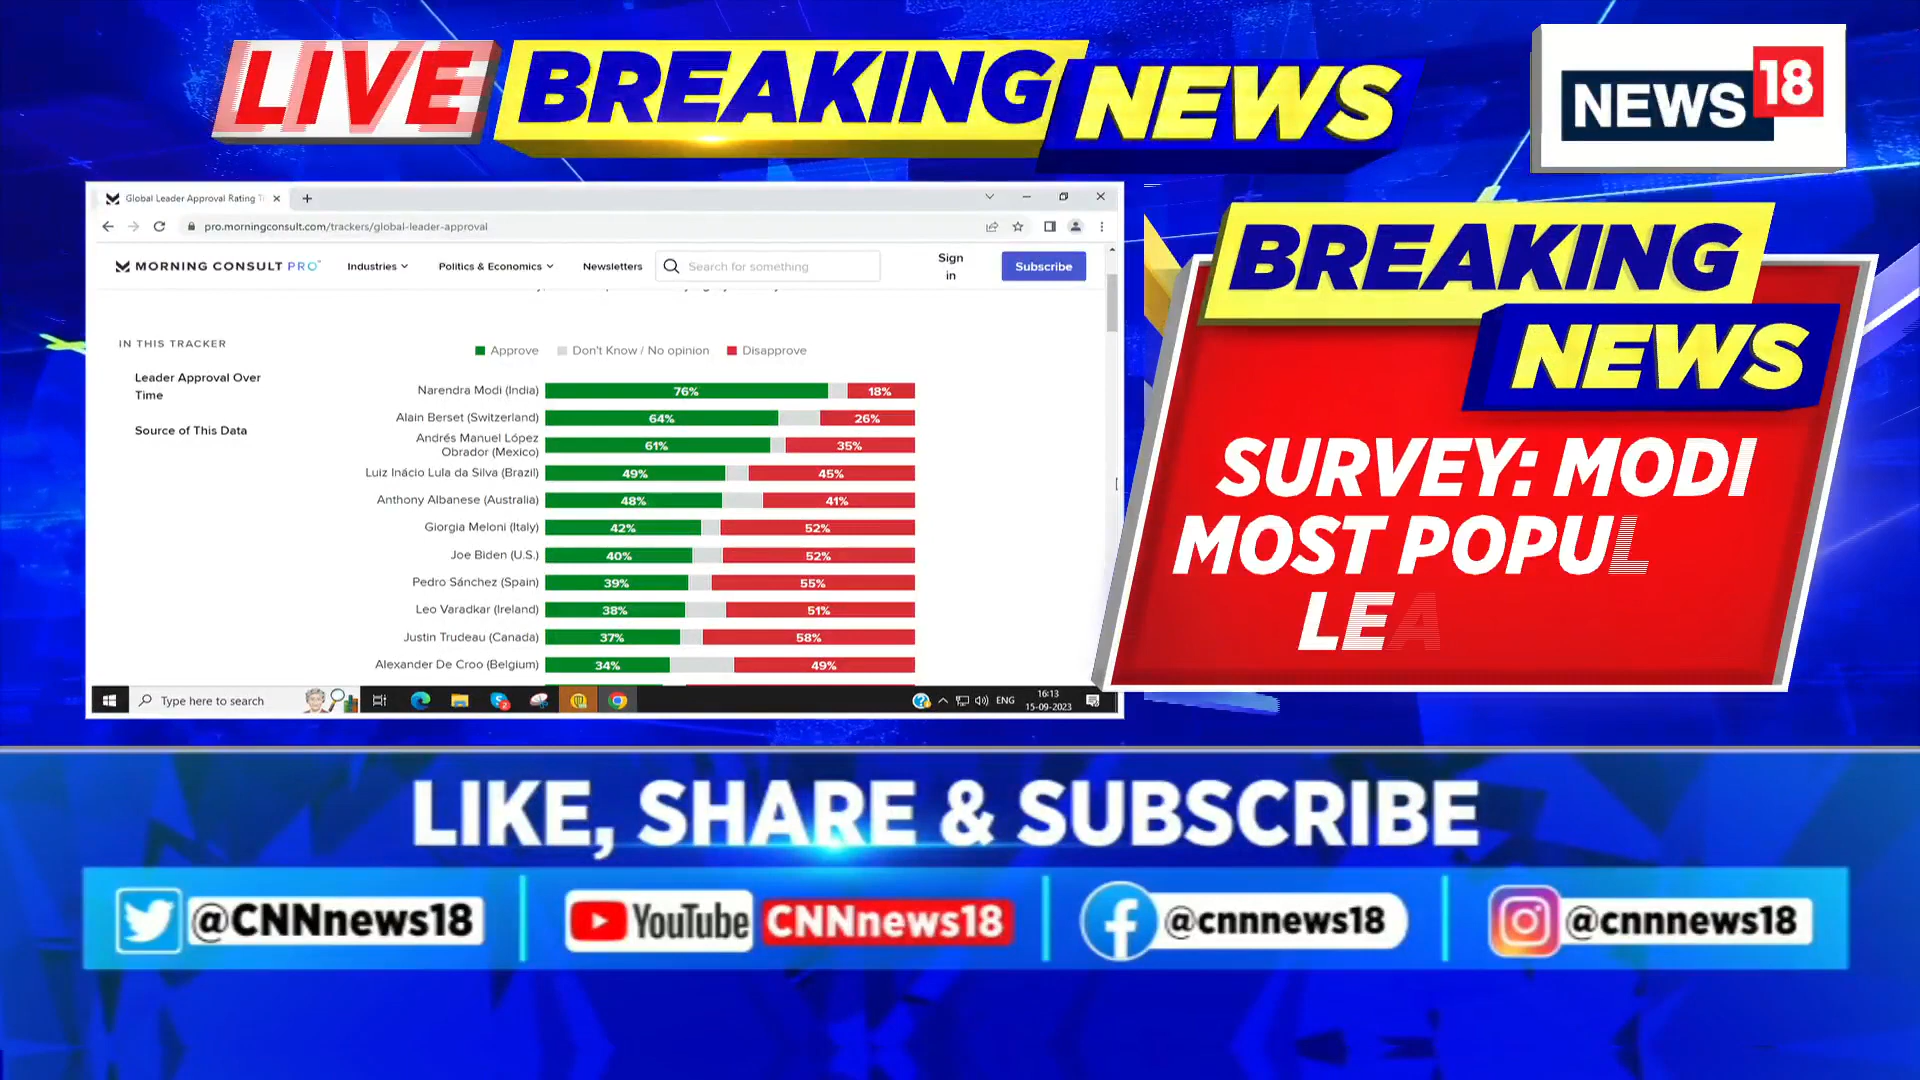 LIVE BREAKING NEWS
NEWS 18
Global Leader Approval Rating T
pro.morningconsult.com/trackers/global-leader-approval
MORNING CONSULT PRO
Industries
Politics & Economics
Newsletters
Search for something
Sign in
Subscribe
IN THIS TRACKER
Leader Approval Over
Time
Source of This Data
Approve Don't Know / No opinion Disapprove
Narendra Modi (India) 76% 18%
Alain Berset (Switzerland) 64% 26%
Andrés Manuel López
Obrador (Mexico) 61% 35%
Luiz Inácio Lula da Silva (Brazil) 49% 45%
Anthony Albanese (Australia) 48% 41%
Giorgia Meloni (Italy) 42% 52%
Joe Biden (U.S.) 40% 52%
Pedro Sánchez (Spain) 39% 55%
Leo Varadkar (Ireland) 38% 51%
Justin Trudeau (Canada) 37% 58%
Alexander De Croo (Belgium) 34% 49%
Type here to search
ENG
16:13
15-09-2023
BREAKING
NEWS
SURVEY: MODI
MOST POPUL
LEA
LIKE, SHARE & SUBSCRIBE
@CNNnews18
YouTube CNNnews18
@cnnnews18
@cnnnews18